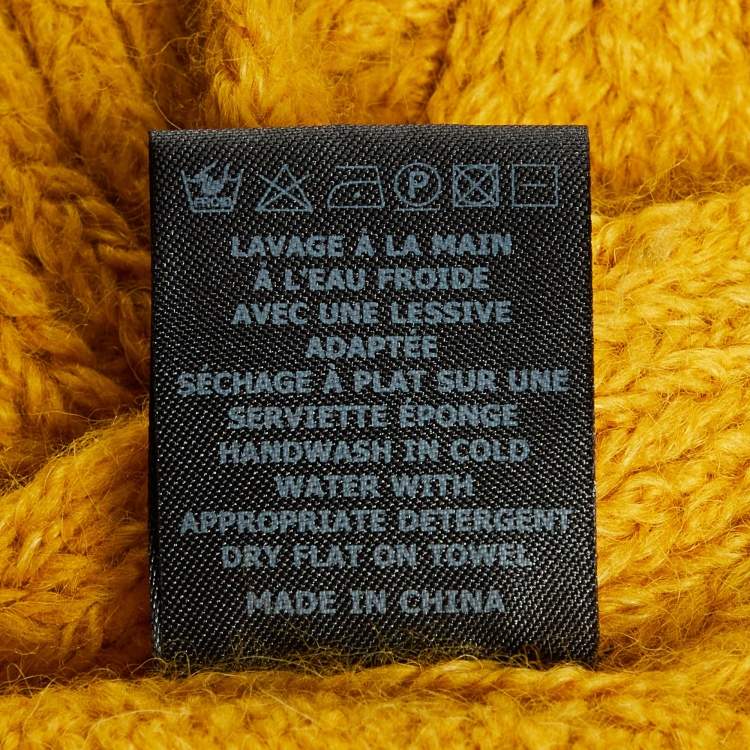 FROID
P
LAVAGE À LA MAIN
À L'EAU FROIDE
AVEC UNE LESSIVE
ADAPTÉE
SÉCHAGE À PLAT SUR UNE
SERVIETTE ÉPONGE
HANDWASH IN COLD
WATER WITH
APPROPRIATE DETERGENT
DRY FLAT ON TOWEL
MADE IN CHINA